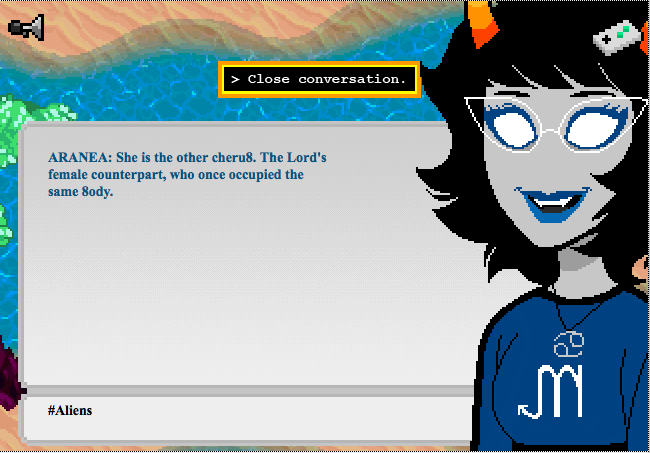 > Close conversation.
ARANEA: She is the other cheru8. The Lord's
female counterpart, who once occupied the
same 8ody.
#Aliens